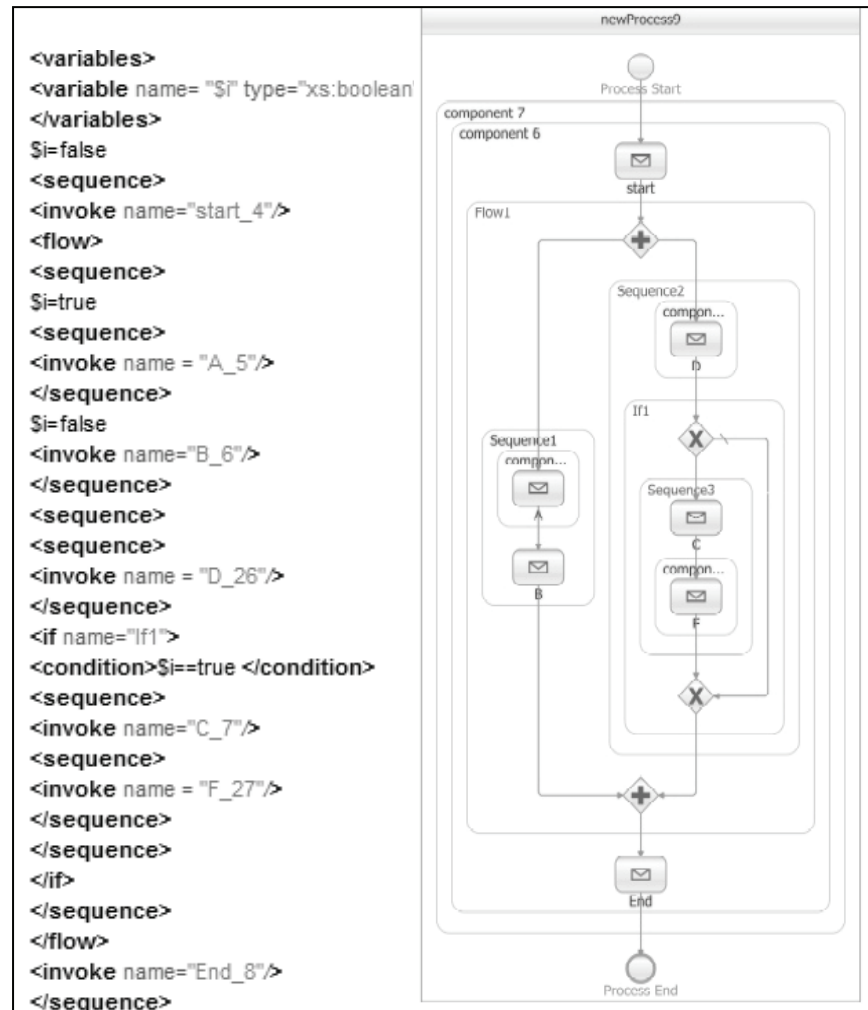 <variables>
<variable name= "$i" type="xs:boolean"
</variables>
$i=false
<sequence>
<invoke name="start_4"/>
<flow>
<sequence>
$i=true
<sequence>
<invoke name = "A_5"/>
</sequence>
$i=false
<invoke name="B_6"/>
</sequence>
<sequence>
<sequence>
<invoke name = "D_26"/>
</sequence>
<if name="If1">
<condition>$i==true </condition>
<sequence>
<invoke name="C_7"/>
<sequence>
<invoke name = "F_27"/>
</sequence>
</sequence>
</if>
</sequence>
</flow>
<invoke name="End_8"/>
</sequence>
newProcess9
Process Start
component 7
component 6
start
Flow1
Sequence2
compon...
D
If1
X
Sequence1
compon...
A
B
Sequence3
C
compon...
F
X
End
Process End